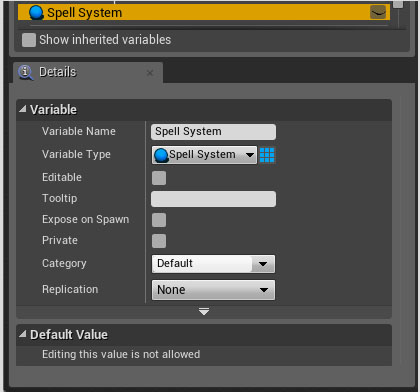 Spell System
Show inherited variables
Details
Variable
Variable Name Spell System
Variable Type Spell System
Editable
Tooltip
Expose on Spawn
Private
Category Default
Replication None
Default Value
Editing this value is not allowed